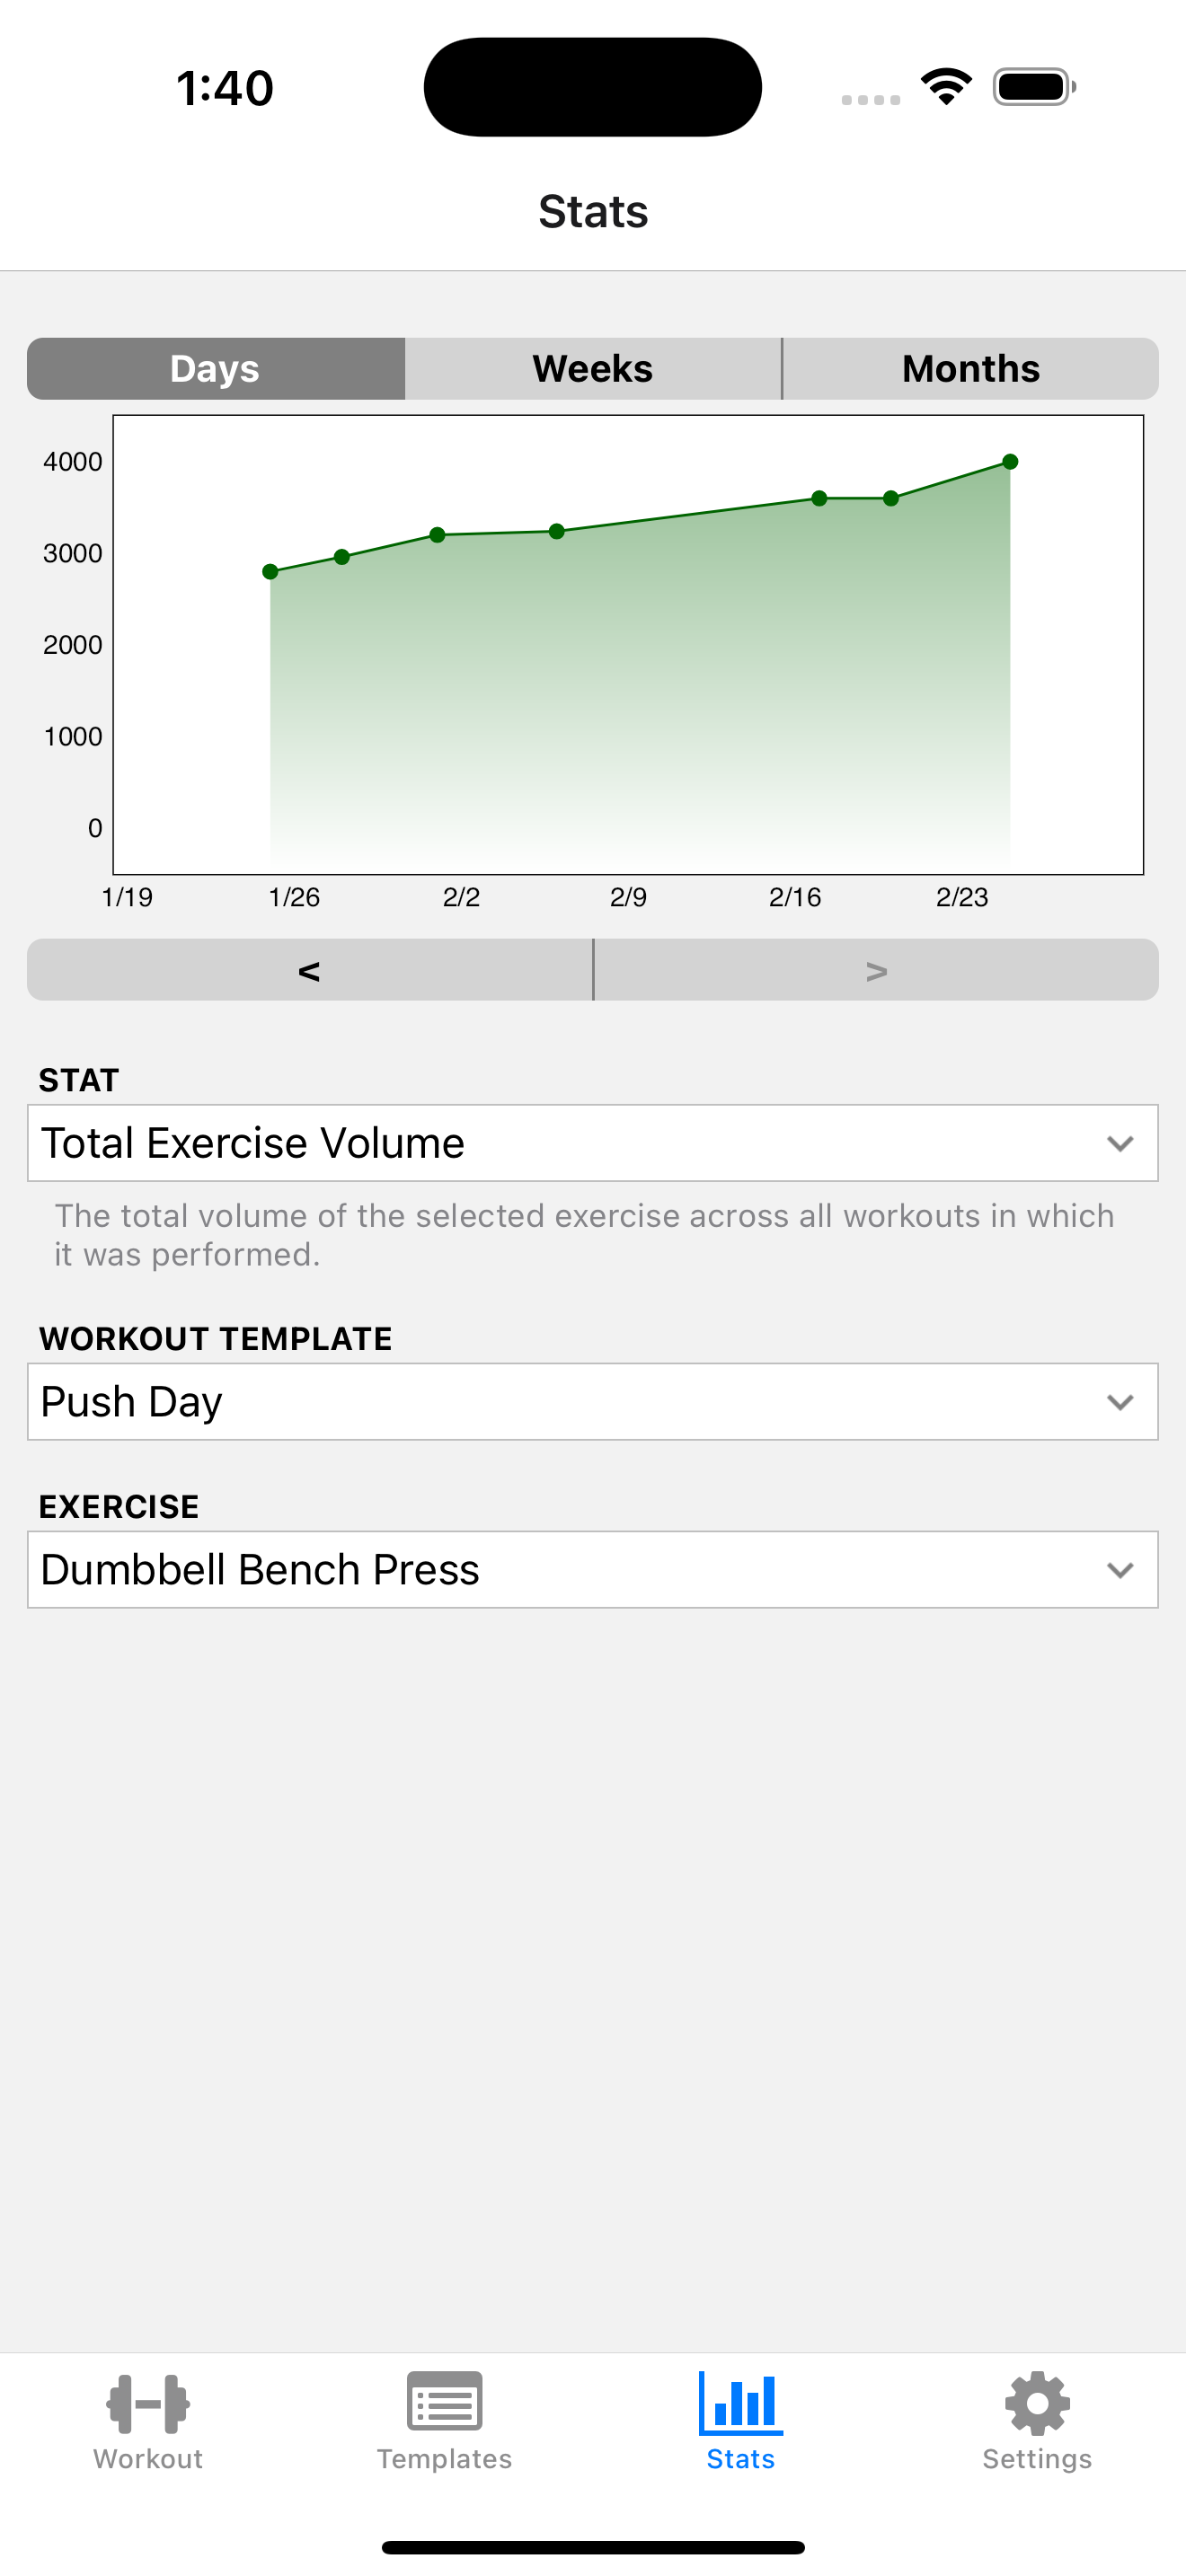 1:40
Stats
Days Weeks Months
4000
3000
2000
1000
0
1/19 1/26 2/2 2/9 2/16 2/23
< >
STAT
Total Exercise Volume
The total volume of the selected exercise across all workouts in which
it was performed.
WORKOUT TEMPLATE
Push Day
EXERCISE
Dumbbell Bench Press
Workout Templates Stats Settings